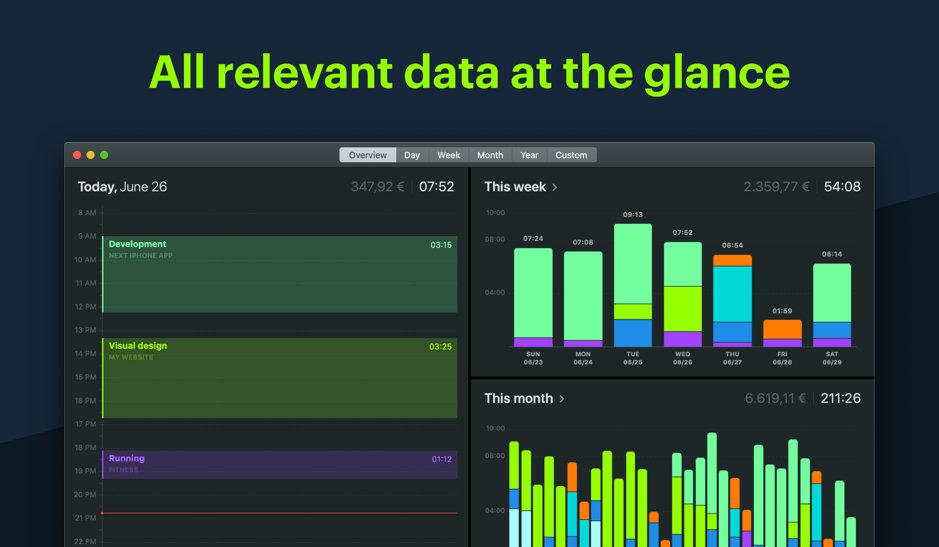 All relevant data at the glance
Overview Day Week Month Year Custom
Today, June 26 347,92 € 07:52
8 AM
9 AM
Development 03:15
NEXT IPHONE APP
10 AM
11 AM
12 PM
13 PM
Visual design 03:25
14 PM
MY WEBSITE
15 PM
16 PM
17 PM
18 PM
Running 01:12
19 PM
FITNESS
20 PM
21 PM
22 PM
This week > 2.359,77 € 54:08
10:00
08:00
04:00
07:24
07:08
09:13
07:52
06:54
01:59
06:14
SUN MON TUE WED THU FRI SAT
06/23 06/24 06/25 06/26 06/27 06/28 06/29
This month > 6.619,11 € 211:26
10:00
08:00
04:00